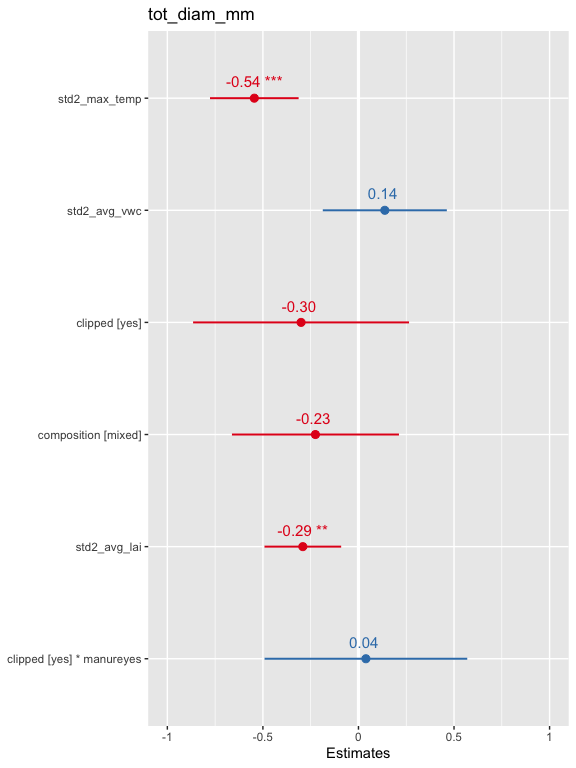 tot_diam_mm
-0.54 ***
std2_max_temp
0.14
std2_avg_vwc
-0.30
clipped [yes]
-0.23
composition [mixed]
-0.29 **
std2_avg_lai
0.04
clipped [yes] * manureyes
-1
-0.5
0
0.5
1
Estimates